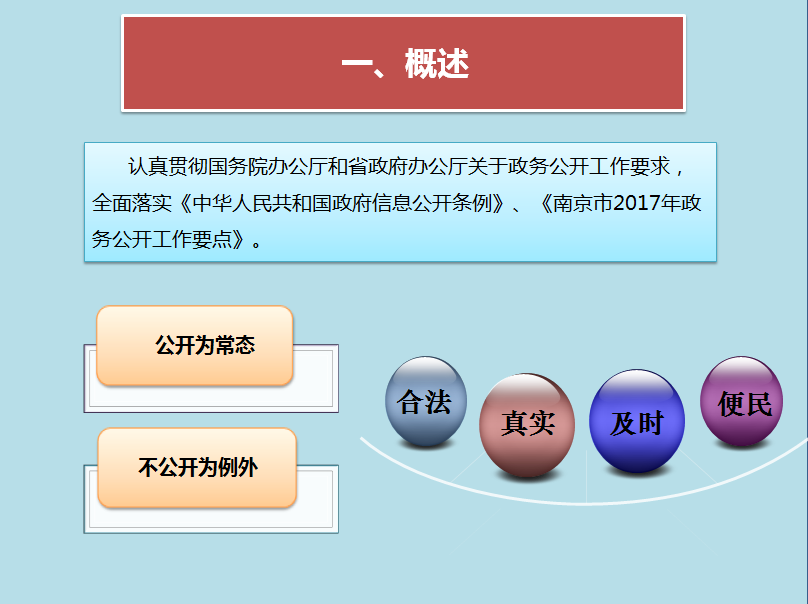 一、概述
认真贯彻国务院办公厅和省政府办公厅关于政务公开工作要求，
全面落实《中华人民共和国政府信息公开条例》、《南京市2017年政
务公开工作要点》。
公开为常态
不公开为例外
合法
真实
及时
便民